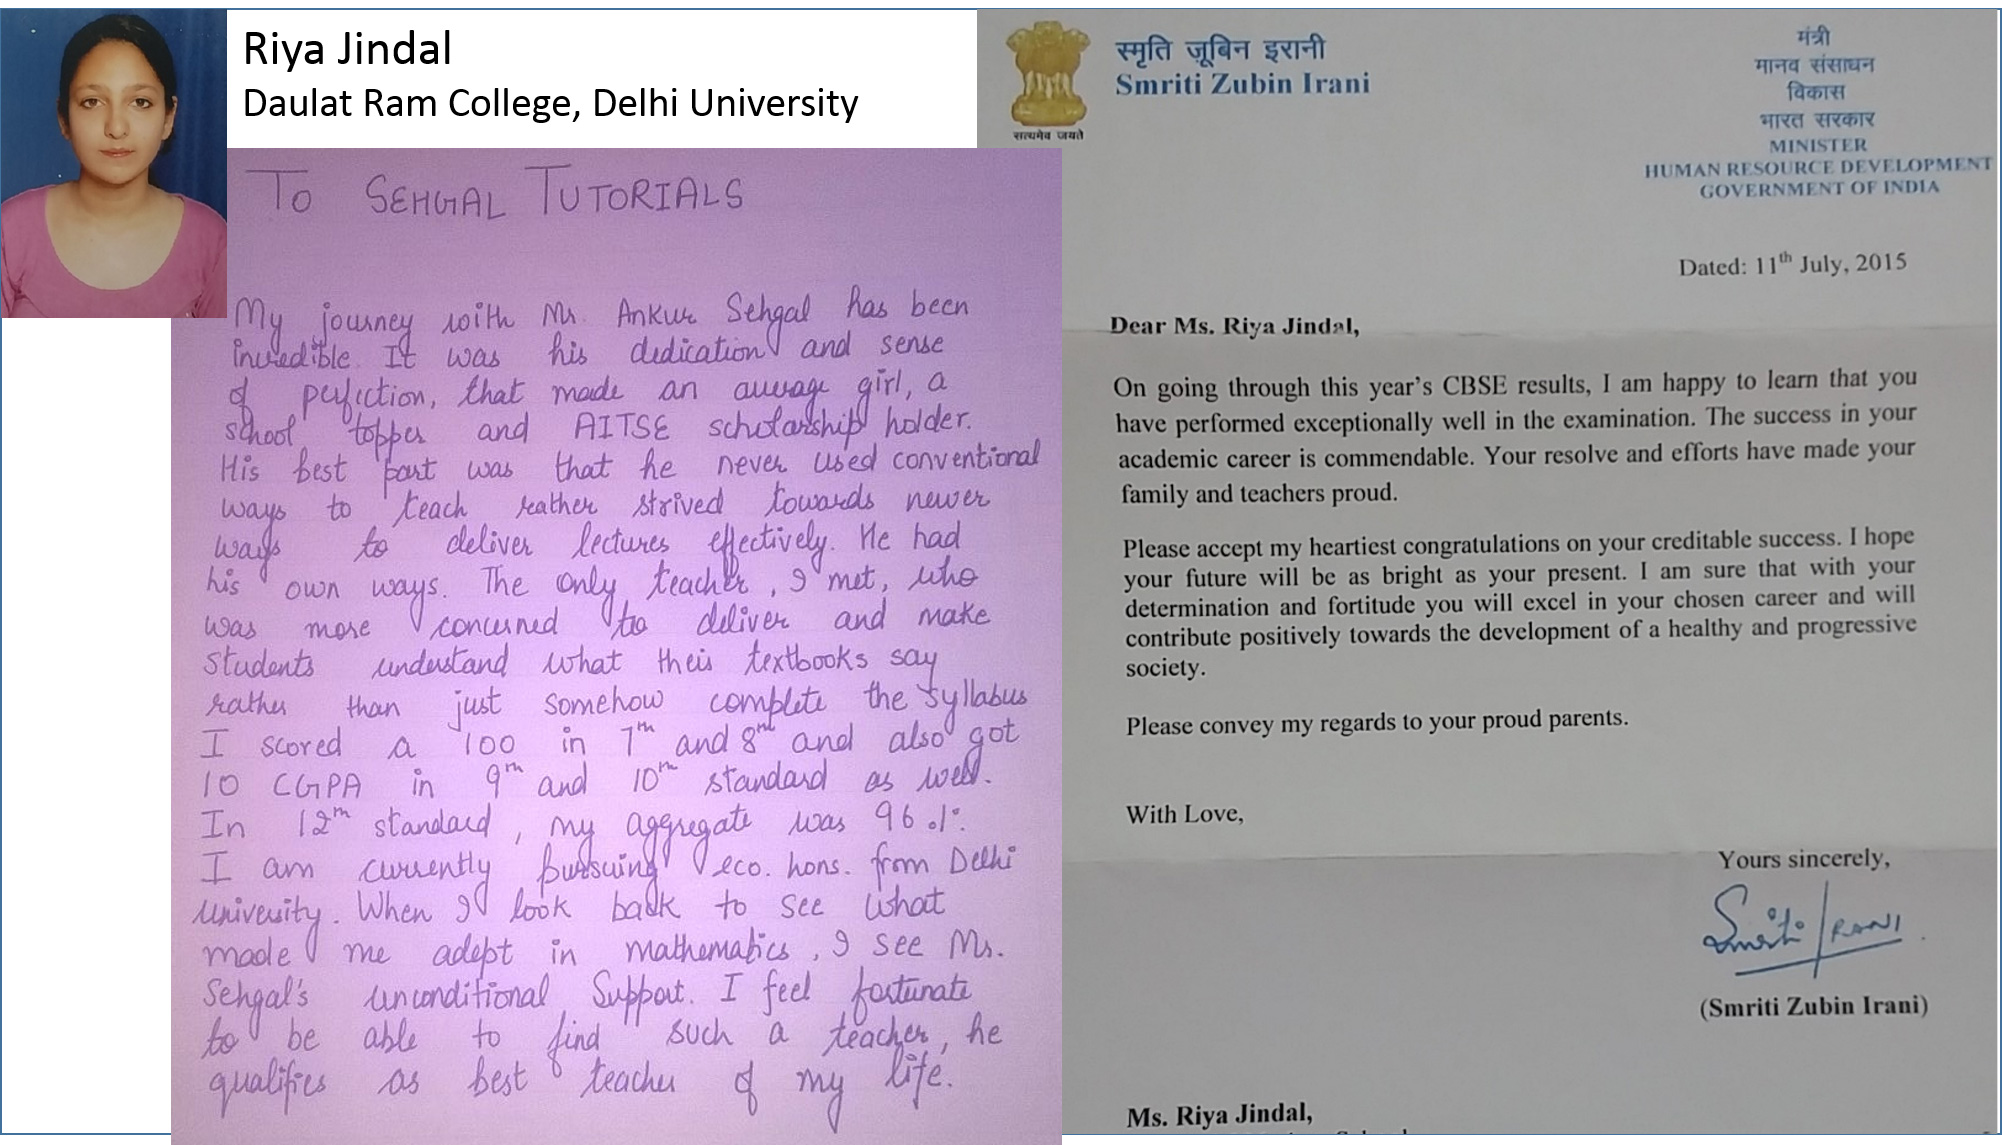 Riya Jindal
Daulat Ram College, Delhi University
TO SEHGAL TUTORIALS
My journey with Mr. Ankur Sehgal has been
incredible. It was his dedication and sense
of perfection, that made an average girl, a
school topper and AITSE scholarship holder.
His best part was that he never used conventional
ways to teach rather strived towards newer
ways to deliver lectures effectively. He had
his own ways. The only teacher, I met, who
was more concerned to deliver and make
students understand what their textbooks say
rather than just somehow complete the syllabus
I scored a 100 in 7th and 8th and also got
10 CGPA in 9th and 10th standard as well.
In 12th standard, my aggregate was 96%.
I am currently pursuing eco. hons. from Delhi
University. When I look back to see what
made me adept in mathematics, I see Mr.
Sehgal's unconditional Support. I feel fortunate
to be able to find such a teacher, he
qualifies as best teacher of my life.
स्मृति ज़ूबिन इरानी
Smriti Zubin Irani
सत्यमेव जयते
मंत्री
मानव संसाधन
विकास
भारत सरकार
MINISTER
HUMAN RESOURCE DEVELOPMENT
GOVERNMENT OF INDIA
Dated: 11th July, 2015
Dear Ms. Riya Jindal,
On going through this year's CBSE results, I am happy to learn that you
have performed exceptionally well in the examination. The success in your
academic career is commendable. Your resolve and efforts have made your
family and teachers proud.
Please accept my heartiest congratulations on your creditable success. I hope
your future will be as bright as your present. I am sure that with your
determination and fortitude you will excel in your chosen career and will
contribute positively towards the development of a healthy and progressive
society.
Please convey my regards to your proud parents.
With Love,
Yours sincerely,
Smriti Irani
(Smriti Zubin Irani)
Ms. Riya Jindal,